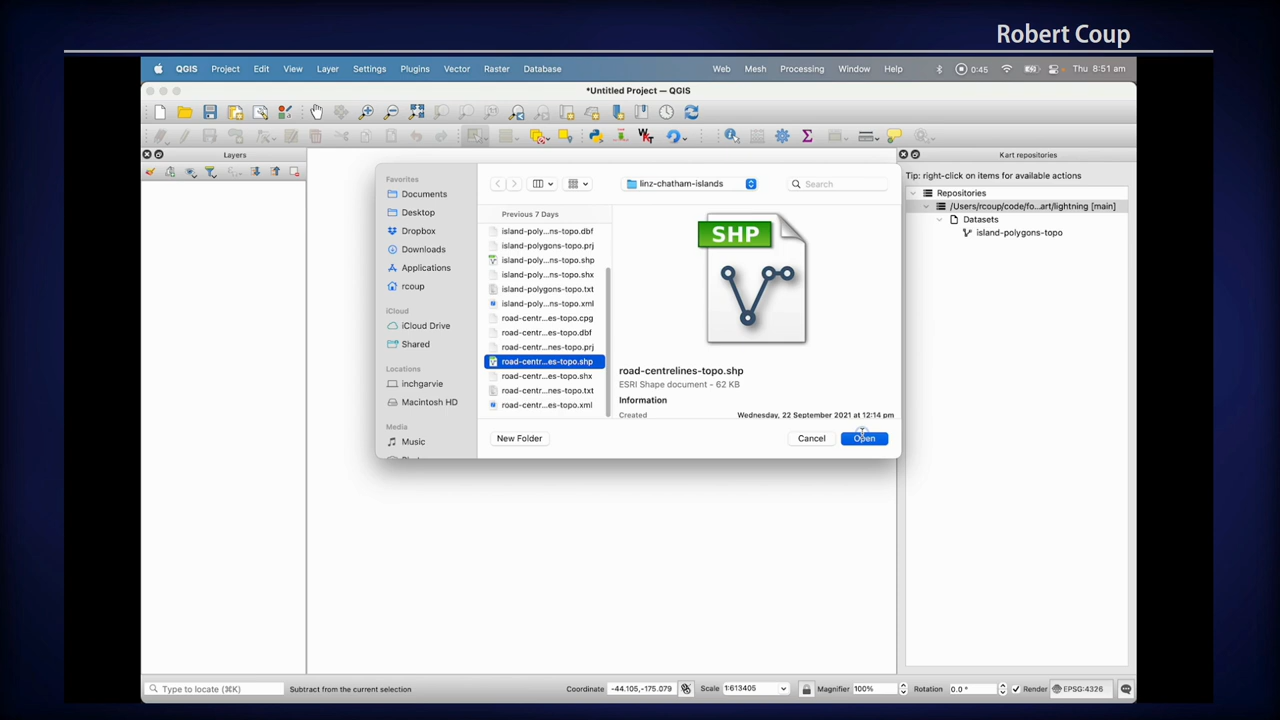 Robert Coup
QGIS Project Edit View Layer Settings Plugins Vector Raster Database Web Mesh Processing Window Help 0:45 Thu 8:51 am
*Untitled Project — QGIS
Layers
Kart repositories
Tip: right-click on items for available actions
Repositories
/Users/rcoup/code/fo...art/lightning [main]
Datasets
island-polygons-topo
Favorites
Documents
Desktop
Dropbox
Downloads
Applications
rcoup
iCloud
iCloud Drive
Shared
Locations
inchgarvie
Macintosh HD
Media
Music
linz-chatham-islands
Search
Previous 7 Days
island-poly...ns-topo.dbf
island-polygons-topo.prj
island-poly...ns-topo.shp
island-poly...ns-topo.shx
island-polygons-topo.txt
island-poly...ns-topo.xml
road-centr...es-topo.cpg
road-centr...es-topo.dbf
road-centr...nes-topo.prj
road-centr...es-topo.shp
road-centr...es-topo.shx
road-centr...nes-topo.txt
road-centr...es-topo.xml
SHP
road-centrelines-topo.shp
ESRI Shape document - 62 KB
Information
Created Wednesday, 22 September 2021 at 12:14 pm
New Folder Cancel Open
Type to locate (⌘K) Subtract from the current selection Coordinate -44.105,-175.079 Scale 1:613405 Magnifier 100% Rotation 0.0 ° Render EPSG:4326